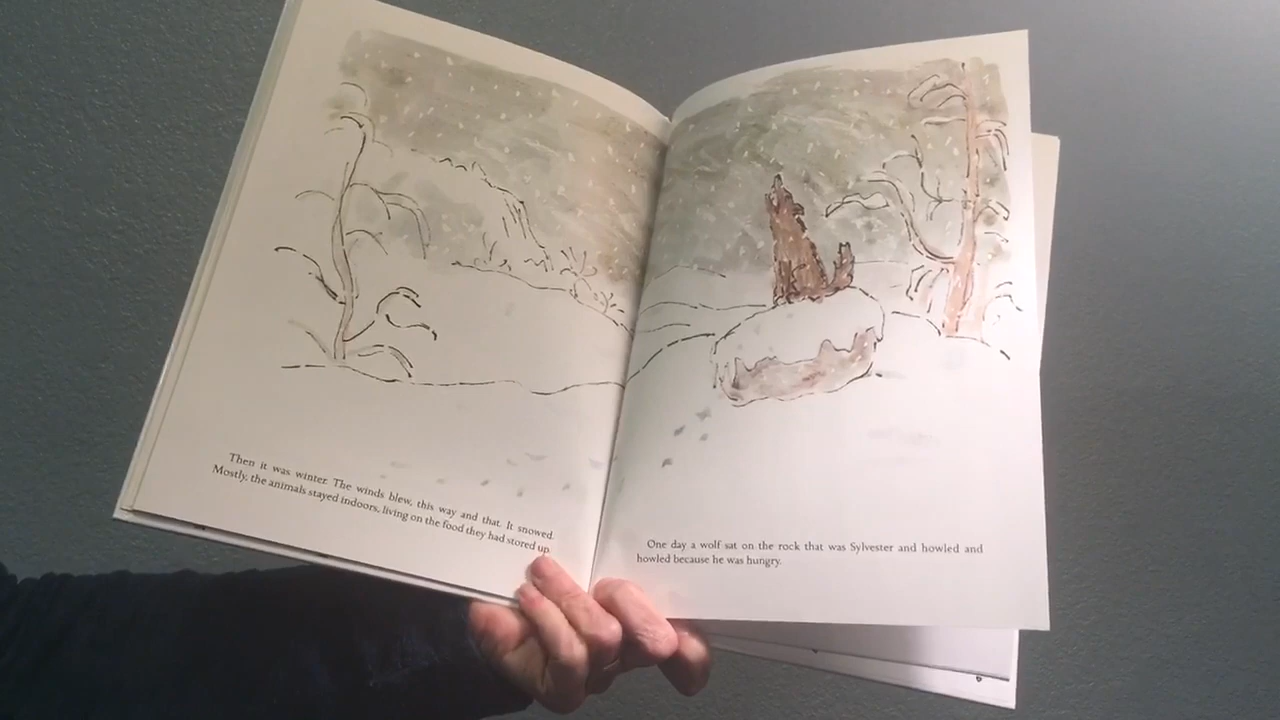 Then it was winter. The winds blew, this way and that. It snowed.
Mostly, the animals stayed indoors, living on the food they had stored up.
One day a wolf sat on the rock that was Sylvester and howled and
howled because he was hungry.